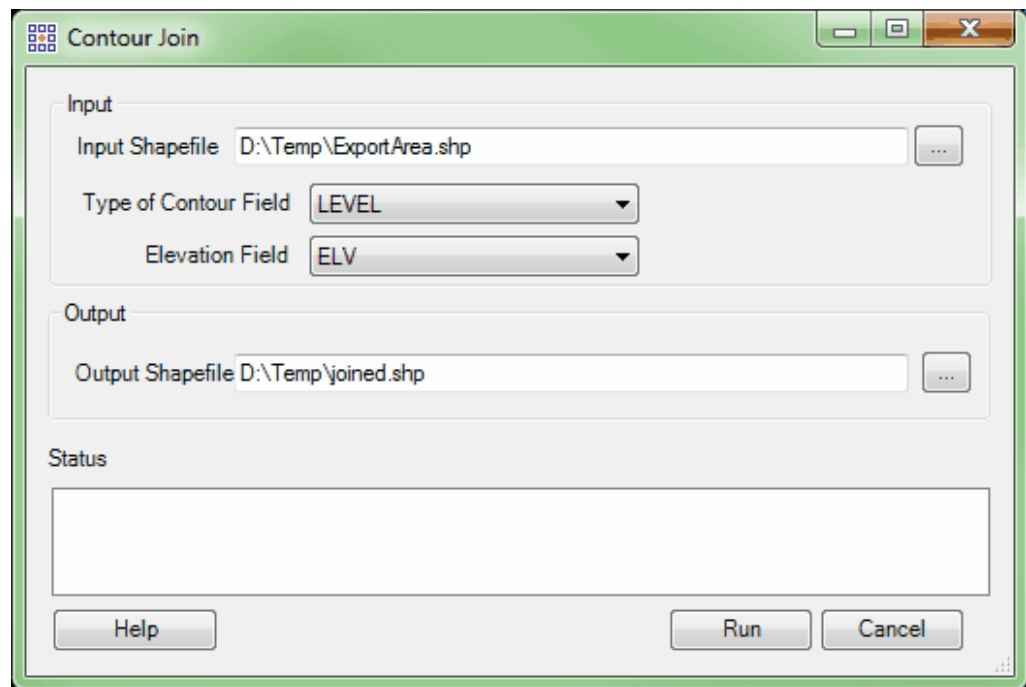 Contour Join
Input
Input Shapefile D:\Temp\ExportArea.shp ...
Type of Contour Field LEVEL
Elevation Field ELV
Output
Output Shapefile D:\Temp\joined.shp ...
Status
Help Run Cancel